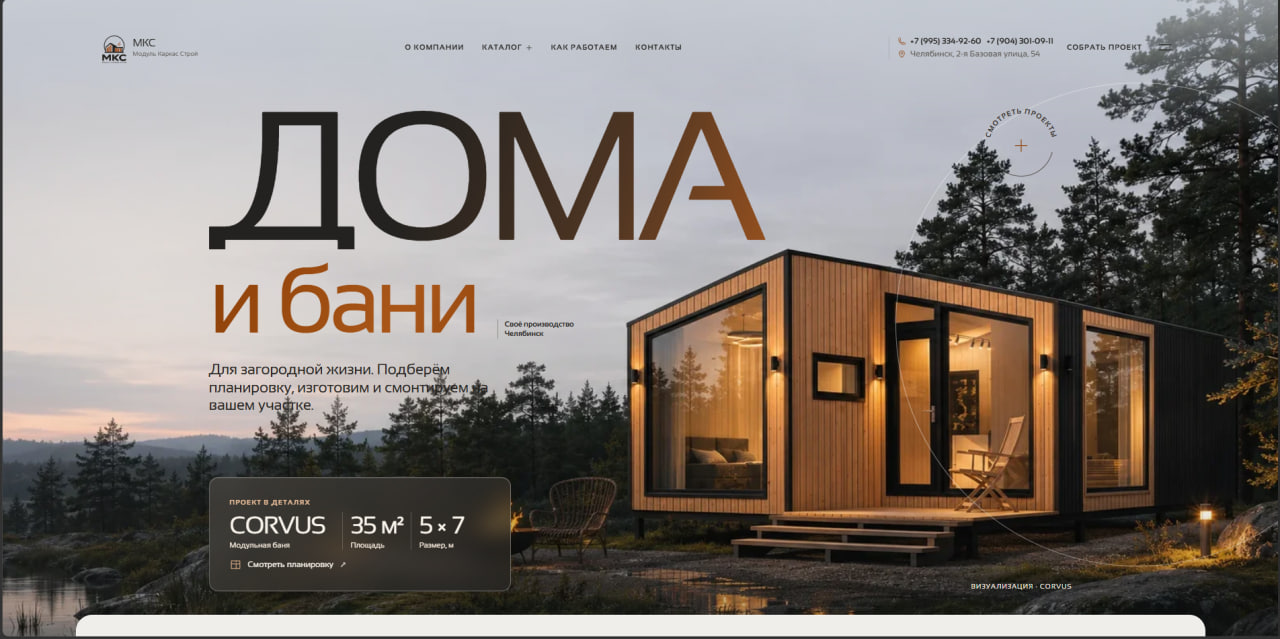 МКС
МКС
Модуль Каркас Строй
О КОМПАНИИ
КАТАЛОГ +
КАК РАБОТАЕМ
КОНТАКТЫ
+7 (995) 334-92-60 +7 (904) 301-09-11
Челябинск, 2-я Базовая улица, 54
СОБРАТЬ ПРОЕКТ
СМОТРЕТЬ ПРОЕКТЫ
ДОМА
и бани
Своё производство
Челябинск
Для загородной жизни. Подберём
планировку, изготовим и смонтируем на
вашем участке.
ПРОЕКТ В ДЕТАЛЯХ
CORVUS
Модульная баня
35 м²
Площадь
5 × 7
Размер, м
Смотреть планировку ↗
ВИЗУАЛИЗАЦИЯ · CORVUS